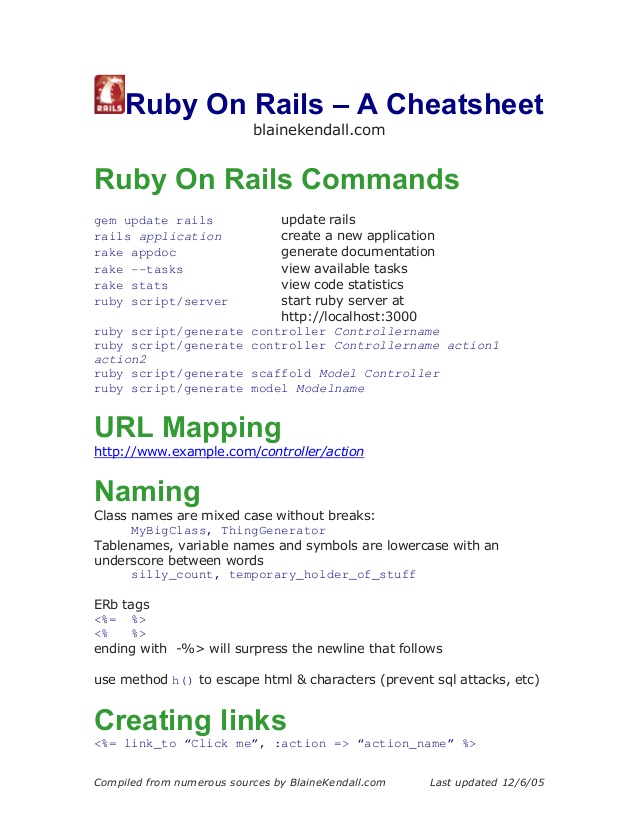 RAILS
Ruby On Rails – A Cheatsheet
blainekendall.com
Ruby On Rails Commands
gem update rails update rails
rails application create a new application
rake appdoc generate documentation
rake --tasks view available tasks
rake stats view code statistics
ruby script/server start ruby server at
http://localhost:3000
ruby script/generate controller Controllername
ruby script/generate controller Controllername action1
action2
ruby script/generate scaffold Model Controller
ruby script/generate model Modelname
URL Mapping
http://www.example.com/controller/action
Naming
Class names are mixed case without breaks:
MyBigClass, ThingGenerator
Tablenames, variable names and symbols are lowercase with an
underscore between words
silly_count, temporary_holder_of_stuff
ERb tags
<%= %>
<% %>
ending with -%> will surpress the newline that follows
use method h() to escape html & characters (prevent sql attacks, etc)
Creating links
<%= link_to “Click me”, :action => “action_name” %>
Compiled from numerous sources by BlaineKendall.com Last updated 12/6/05